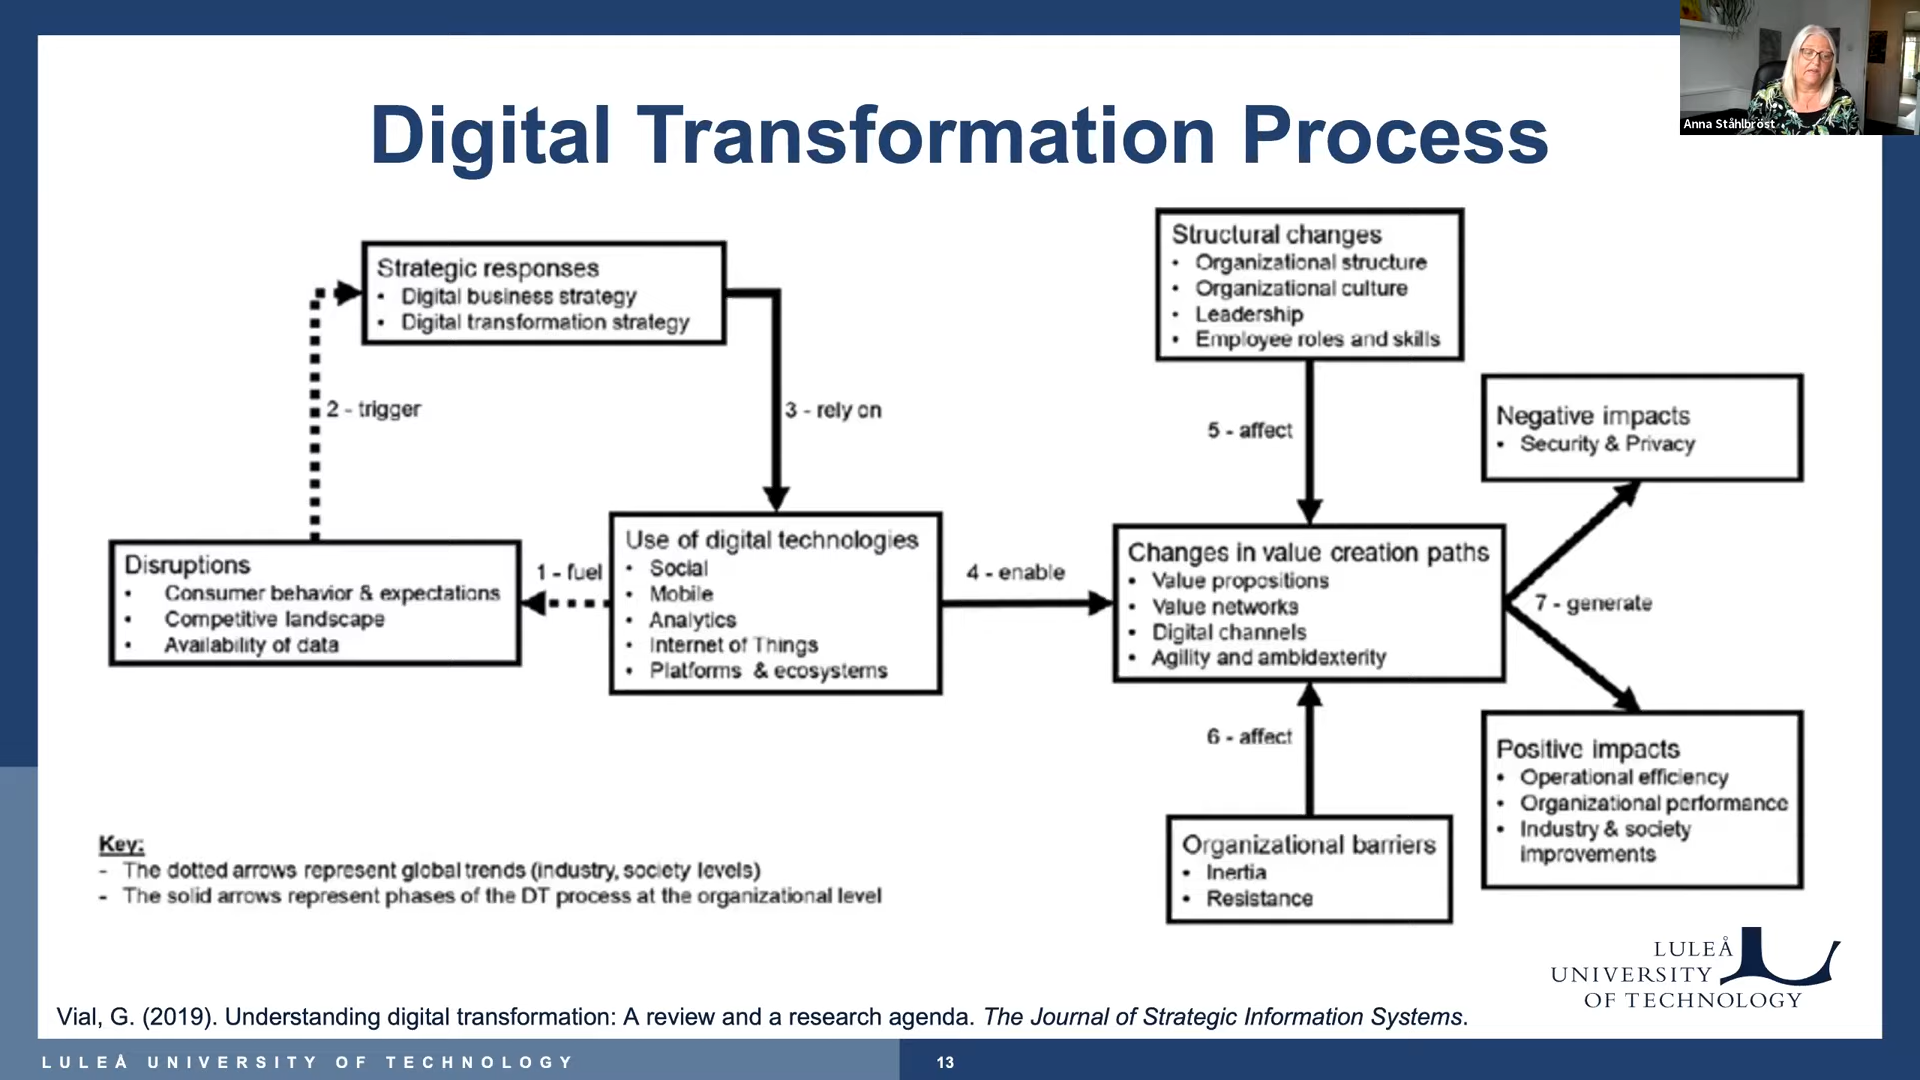 Digital Transformation Process
Anna Ståhlbröst
Strategic responses
• Digital business strategy
• Digital transformation strategy
Structural changes
• Organizational structure
• Organizational culture
• Leadership
• Employee roles and skills
2 - trigger
3 - rely on
5 - affect
Negative impacts
• Security & Privacy
Disruptions
• Consumer behavior & expectations
• Competitive landscape
• Availability of data
1 - fuel
Use of digital technologies
• Social
• Mobile
• Analytics
• Internet of Things
• Platforms & ecosystems
4 - enable
Changes in value creation paths
• Value propositions
• Value networks
• Digital channels
• Agility and ambidexterity
7 - generate
6 - affect
Positive impacts
• Operational efficiency
• Organizational performance
• Industry & society
improvements
Organizational barriers
• Inertia
• Resistance
Key:
- The dotted arrows represent global trends (industry, society levels)
- The solid arrows represent phases of the DT process at the organizational level
LULEÅ
UNIVERSITY
OF TECHNOLOGY
Vial, G. (2019). Understanding digital transformation: A review and a research agenda. The Journal of Strategic Information Systems.
LULEÅ UNIVERSITY OF TECHNOLOGY
13